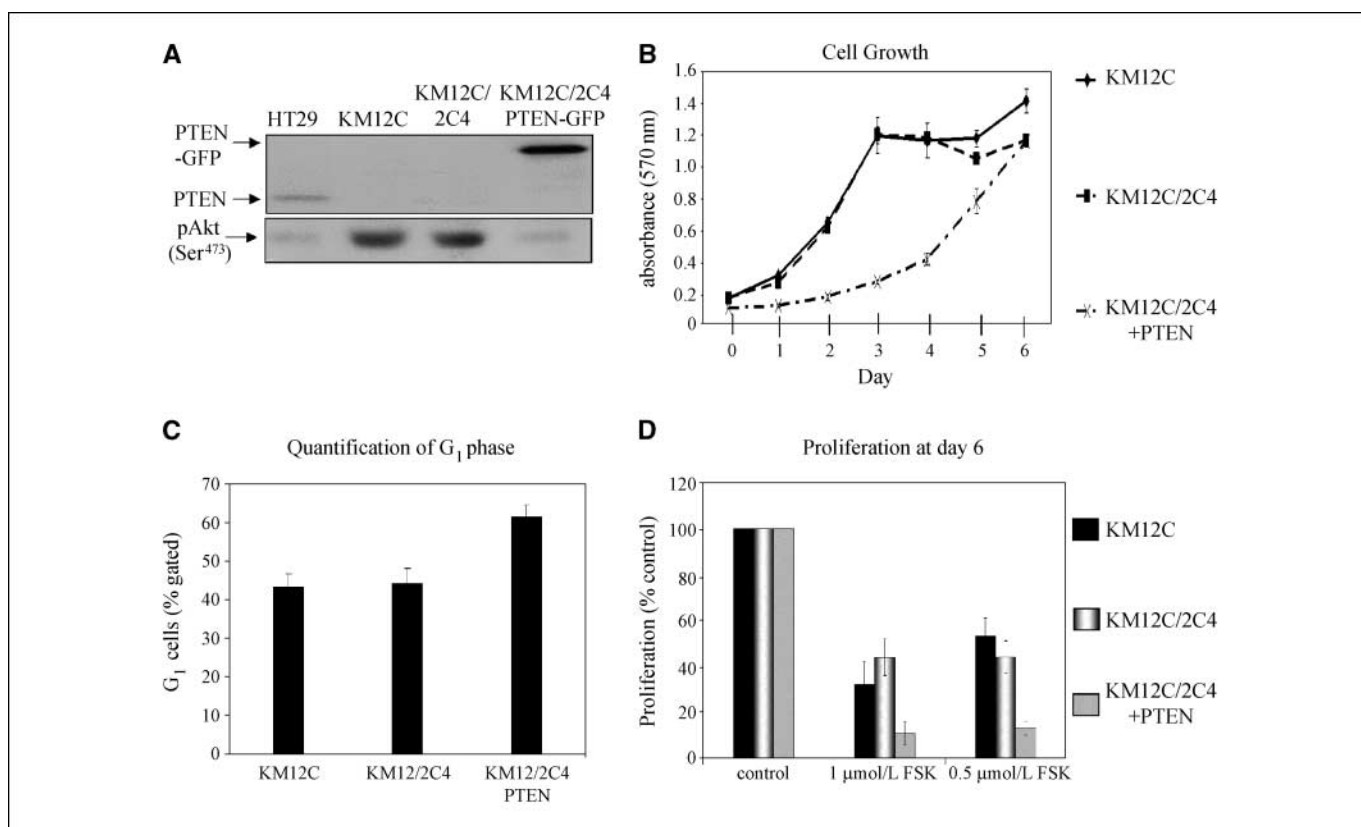 A
HT29 KM12C KM12C/ 2C4 KM12C/2C4 PTEN-GFP
PTEN -GFP
PTEN
pAkt (Ser⁴⁷³)
B
Cell Growth
absorbance (570 nm)
1.6
1.4
1.2
1.0
0.8
0.6
0.4
0.2
0
0 1 2 3 4 5 6
Day
KM12C
KM12C/2C4
KM12C/2C4
+PTEN
C
Quantification of G₁ phase
G₁ cells (% gated)
70
60
50
40
30
20
10
0
KM12C KM12/2C4 KM12/2C4
PTEN
D
Proliferation at day 6
Proliferation (% control)
120
100
80
60
40
20
0
control 1 μmol/L FSK 0.5 μmol/L FSK
KM12C
KM12C/2C4
KM12C/2C4
+PTEN